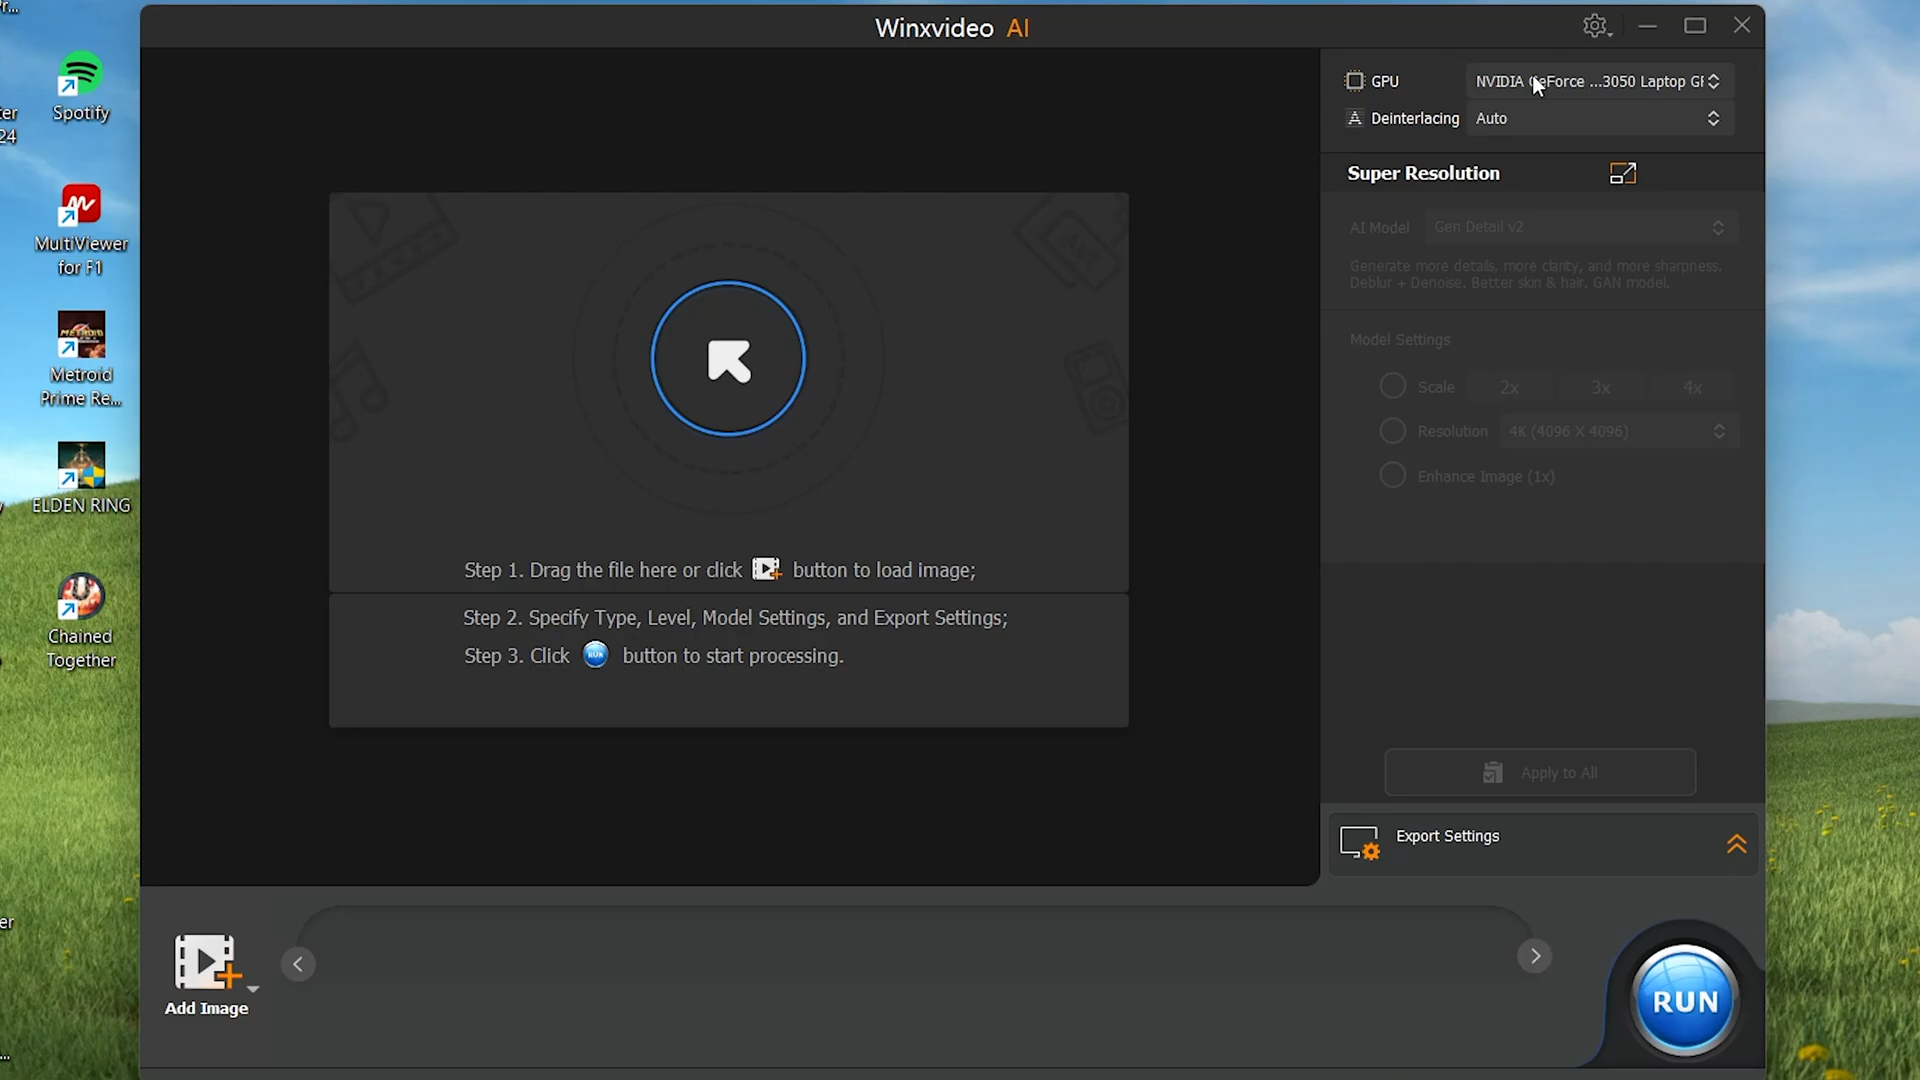 Winxvideo AI
Spotify
24
MultiViewer
for F1
Metroid
Prime Re...
ELDEN RING
Chained
Together
GPU
NVIDIA GeForce ...3050 Laptop GP
Deinterlacing
Auto
Super Resolution
AI Model
Gen Detail v2
Generate more details, more clarity, and more sharpness.
Deblur + Denoise. Better skin & hair. GAN model.
Model Settings
Scale
2x
3x
4x
Resolution
4K (4096 X 4096)
Enhance Image (1x)
Step 1. Drag the file here or click button to load image;
Step 2. Specify Type, Level, Model Settings, and Export Settings;
Step 3. Click RUN button to start processing.
Apply to All
Export Settings
Add Image
RUN